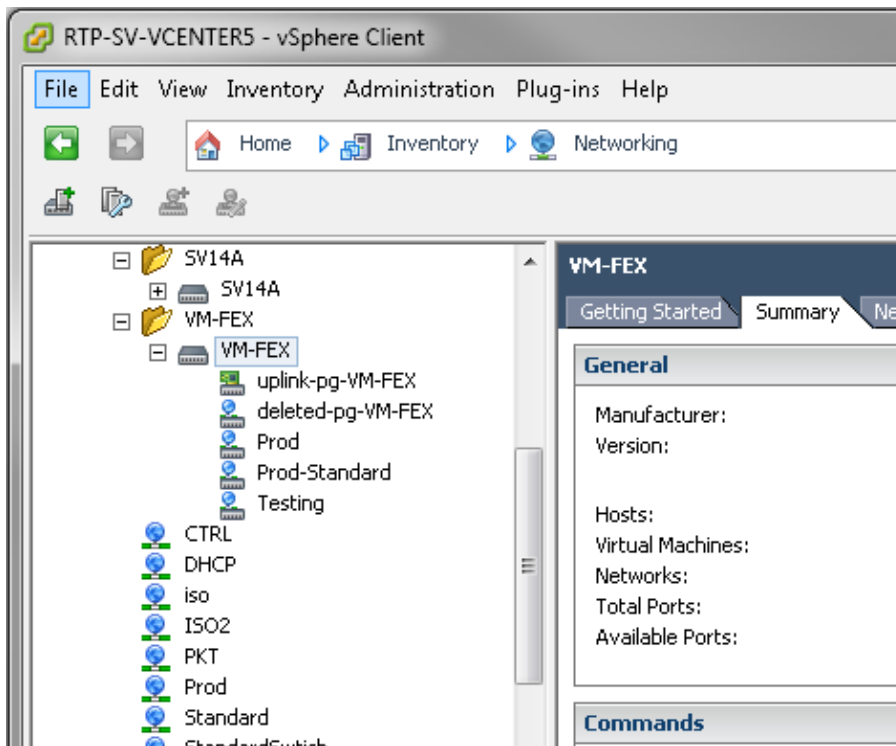 RTP-SV-VCENTER5 - vSphere Client
File Edit View Inventory Administration Plug-ins Help
Home Inventory Networking
SV14A
SV14A
VM-FEX
VM-FEX
uplink-pg-VM-FEX
deleted-pg-VM-FEX
Prod
Prod-Standard
Testing
CTRL
DHCP
iso
ISO2
PKT
Prod
Standard
StandardSwtich
VM-FEX
Getting Started Summary Ne
General
Manufacturer:
Version:
Hosts:
Virtual Machines:
Networks:
Total Ports:
Available Ports:
Commands